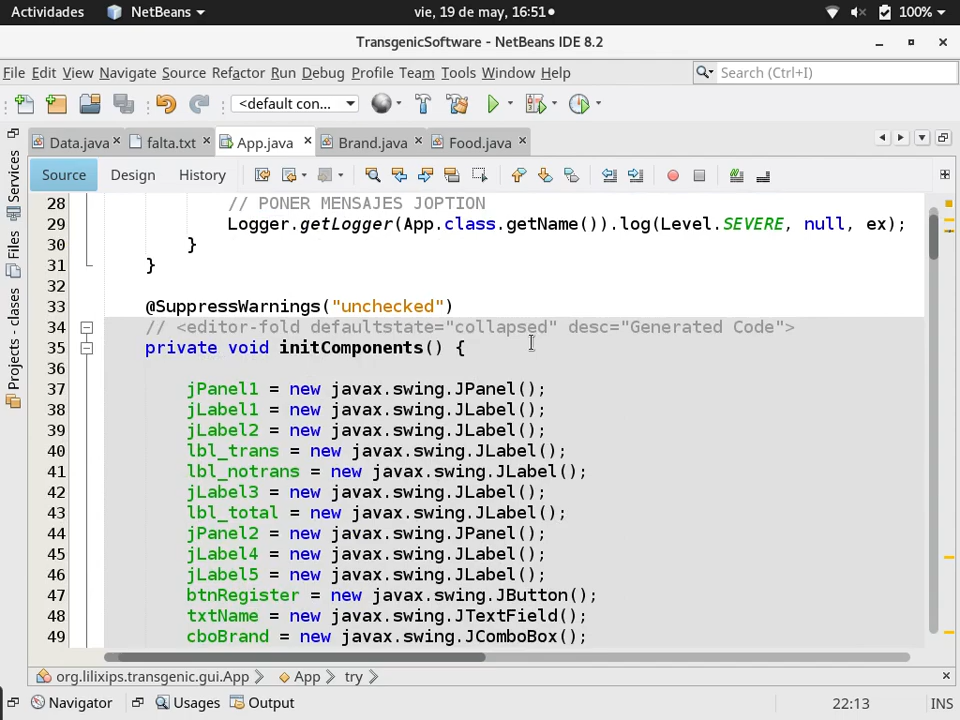 Actividades NetBeans vie, 19 de may, 16:51 100%
TransgenicSoftware - NetBeans IDE 8.2
File Edit View Navigate Source Refactor Run Debug Profile Team Tools Window Help Search (Ctrl+I)
<default con...
Data.java falta.txt App.java Brand.java Food.java
Source Design History
Services
Files
Projects - clases
28 // PONER MENSAJES JOPTION
29 Logger.getLogger(App.class.getName()).log(Level.SEVERE, null, ex);
30 }
31 }
32
33 @SuppressWarnings("unchecked")
34 // <editor-fold defaultstate="collapsed" desc="Generated Code">
35 private void initComponents() {
36
37 jPanel1 = new javax.swing.JPanel();
38 jLabel1 = new javax.swing.JLabel();
39 jLabel2 = new javax.swing.JLabel();
40 lbl_trans = new javax.swing.JLabel();
41 lbl_notrans = new javax.swing.JLabel();
42 jLabel3 = new javax.swing.JLabel();
43 lbl_total = new javax.swing.JLabel();
44 jPanel2 = new javax.swing.JPanel();
45 jLabel4 = new javax.swing.JLabel();
46 jLabel5 = new javax.swing.JLabel();
47 btnRegister = new javax.swing.JButton();
48 txtName = new javax.swing.JTextField();
49 cboBrand = new javax.swing.JComboBox();
org.lilixips.transgenic.gui.App App try
Navigator Usages Output 22:13 INS